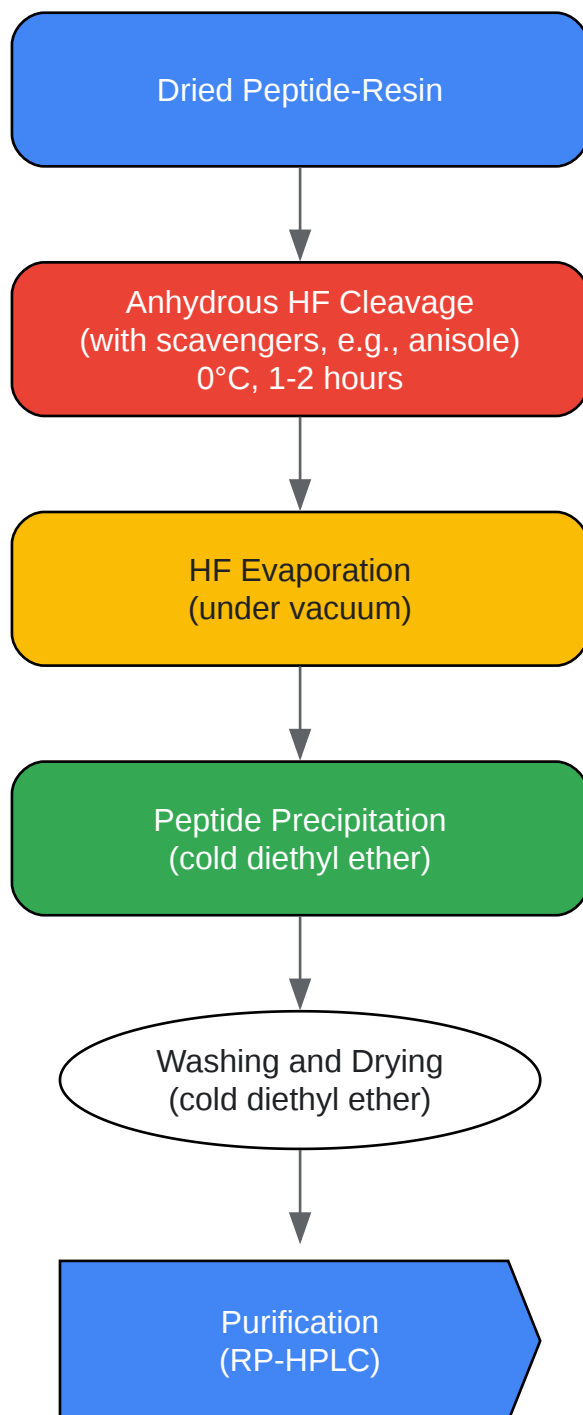 Dried Peptide-Resin
Anhydrous HF Cleavage
(with scavengers, e.g., anisole)
0°C, 1-2 hours
HF Evaporation
(under vacuum)
Peptide Precipitation
(cold diethyl ether)
Washing and Drying
(cold diethyl ether)
Purification
(RP-HPLC)